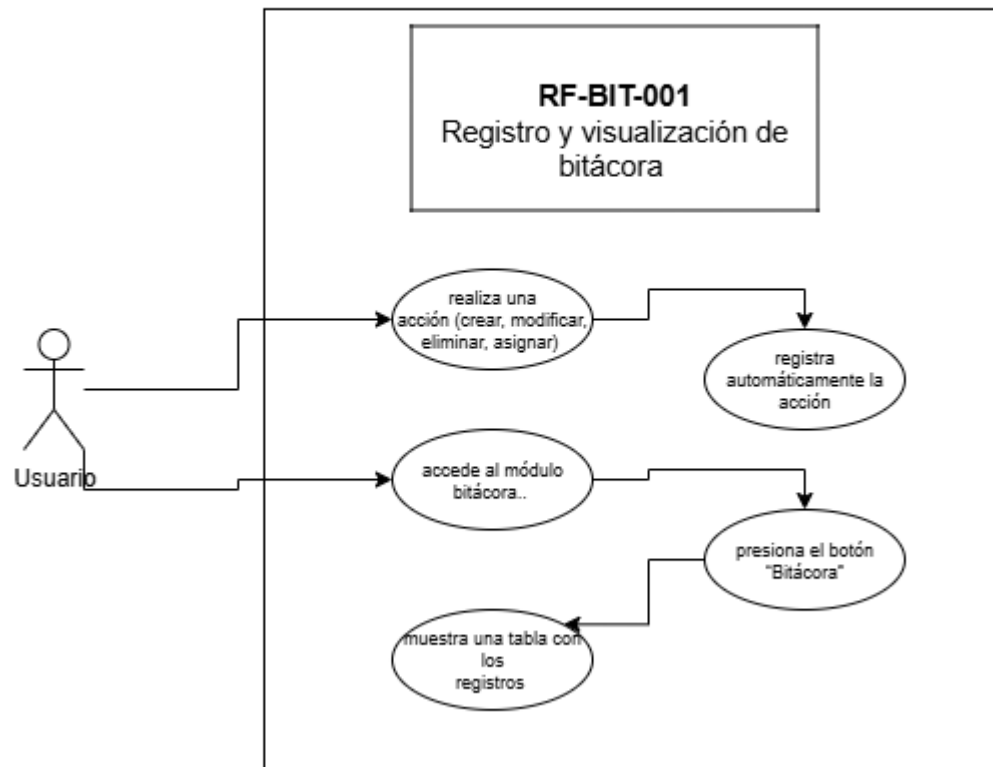 RF-BIT-001
Registro y visualización de
bitácora
realiza una
acción (crear, modificar,
eliminar, asignar)
registra
automáticamente la
acción
Usuario
accede al módulo
bitácora..
presiona el botón
"Bitácora"
muestra una tabla con
los
registros